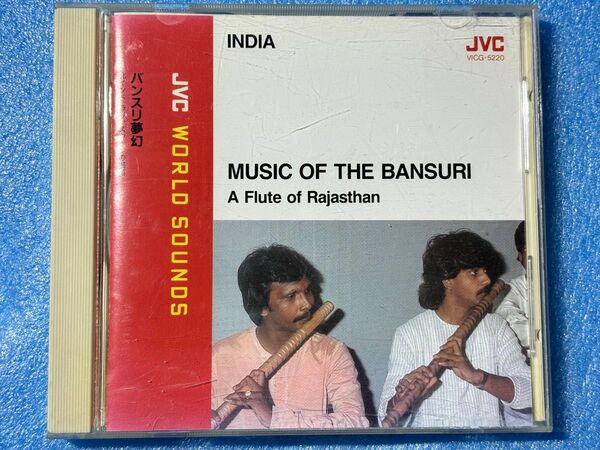 INDIA
JVC
VICG-5220
MUSIC OF THE BANSURI
A Flute of Rajasthan
JVC WORLD SOUNDS
バンスリ夢幻